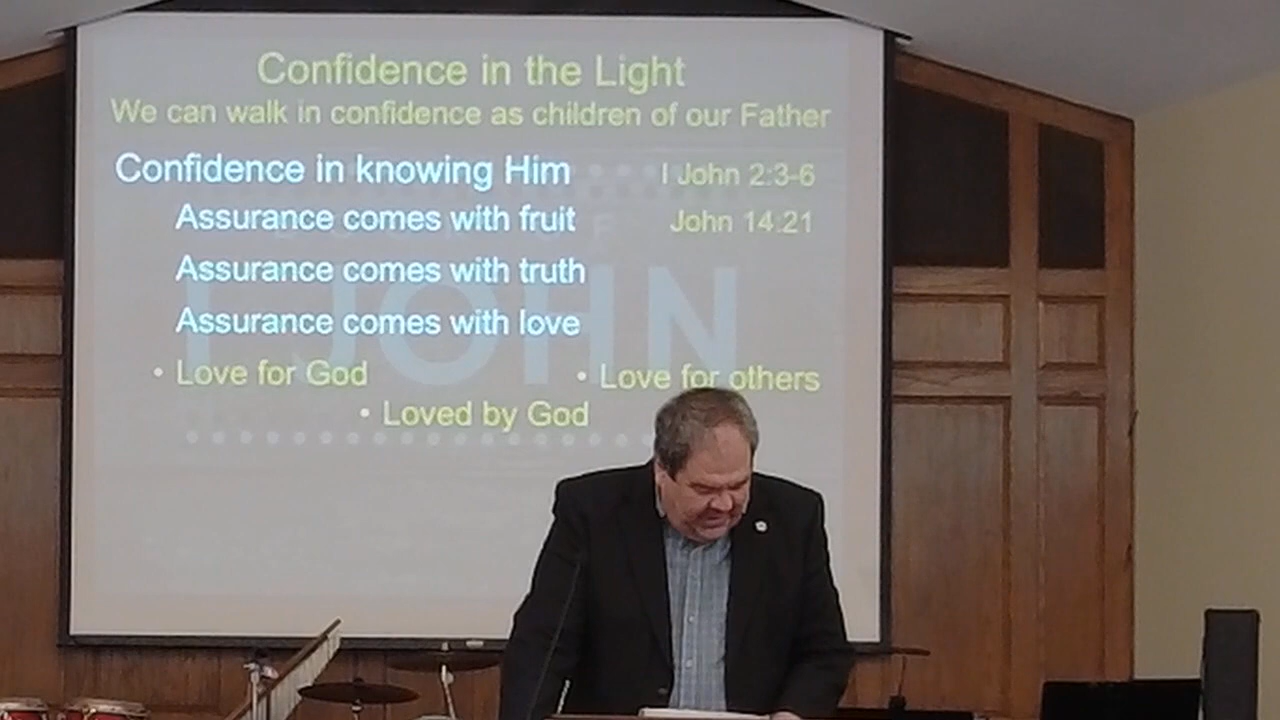 Confidence in the Light
We can walk in confidence as children of our Father
Confidence in knowing Him I John 2:3-6
Assurance comes with fruit John 14:21
Assurance comes with truth
Assurance comes with love
• Love for God • Love for others
• Loved by God
I JOHN